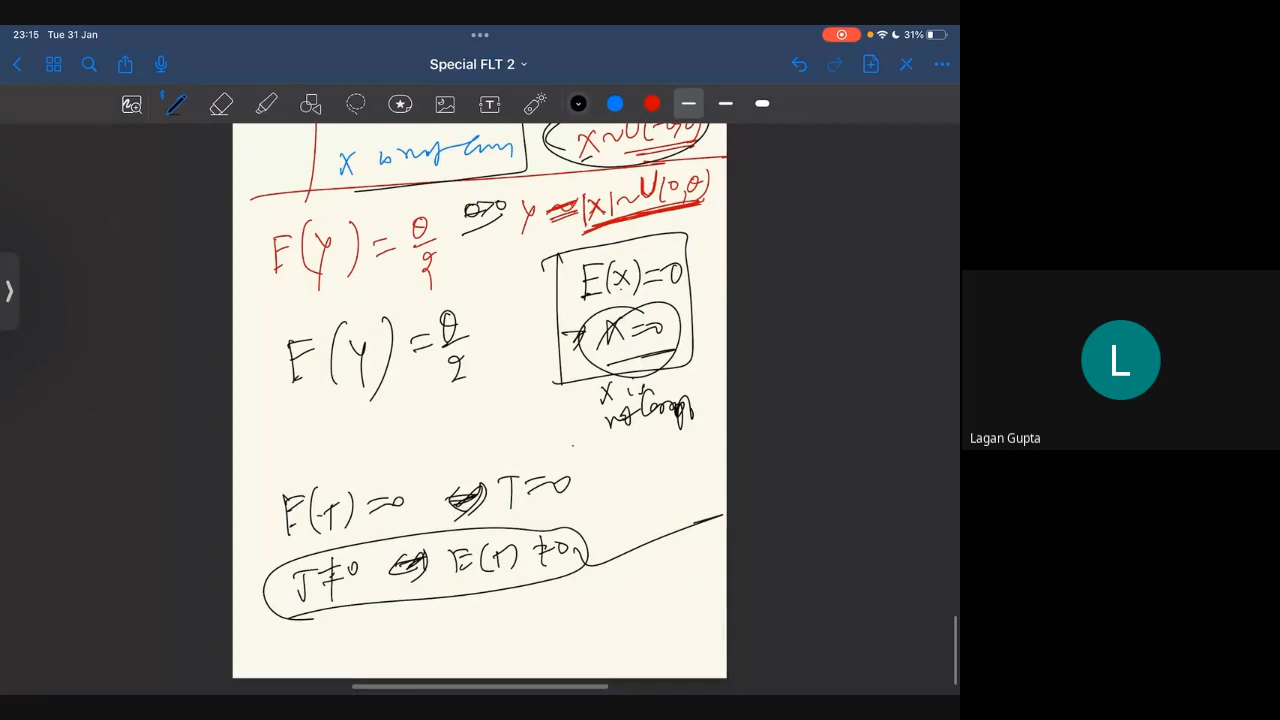 23:15 Tue 31 Jan
31%
Special FLT 2
X is not com
X~U(-θ,θ)
E(Y) = θ/2
θ>0
Y = |X| ~ U(0,θ)
E(X)=0
E(Y) = θ/2
⇒ X=0
X is
not Comp
E(T)=0 ⇔ T=0
T≠0 ⇔ E(T)≠0
L
Lagan Gupta